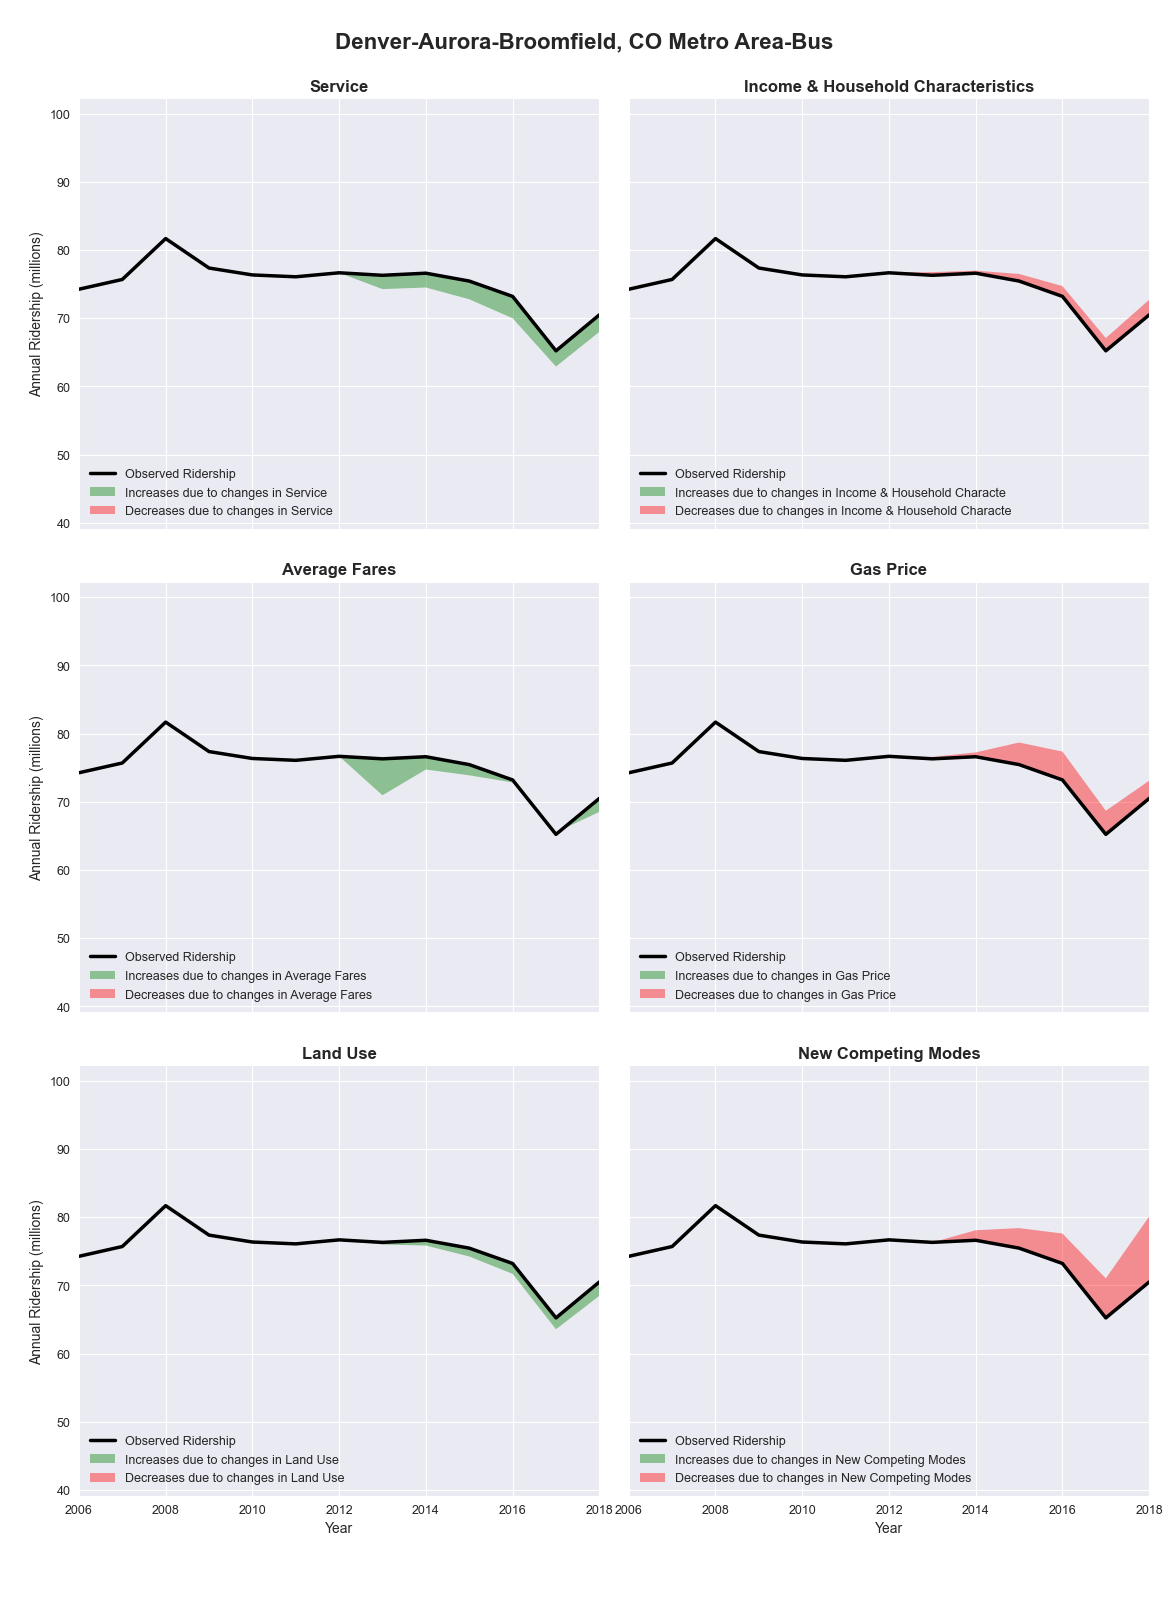 Denver-Aurora-Broomfield, CO Metro Area-Bus
Service
Income & Household Characteristics
100
90
80
70
60
50
40
Annual Ridership (millions)
Observed Ridership
Increases due to changes in Service
Decreases due to changes in Service
Observed Ridership
Increases due to changes in Income & Household Characte
Decreases due to changes in Income & Household Characte
Average Fares
Gas Price
100
90
80
70
60
50
40
Annual Ridership (millions)
Observed Ridership
Increases due to changes in Average Fares
Decreases due to changes in Average Fares
Observed Ridership
Increases due to changes in Gas Price
Decreases due to changes in Gas Price
Land Use
New Competing Modes
100
90
80
70
60
50
40
Annual Ridership (millions)
Observed Ridership
Increases due to changes in Land Use
Decreases due to changes in Land Use
Observed Ridership
Increases due to changes in New Competing Modes
Decreases due to changes in New Competing Modes
2006 2008 2010 2012 2014 2016 2018
2006 2008 2010 2012 2014 2016 2018
Year
Year